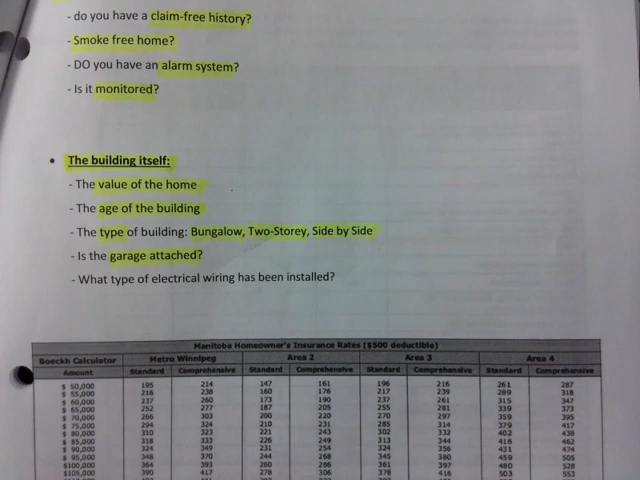 - do you have a claim-free history?
- Smoke free home?
- DO you have an alarm system?
- Is it monitored?
• The building itself:
- The value of the home
- The age of the building
- The type of building: Bungalow, Two-Storey, Side by Side
- Is the garage attached?
- What type of electrical wiring has been installed?
Manitoba Homeowner's Insurance Rates ($500 deductible)
Boeckh Calculator Metro Winnipeg Area 2 Area 3 Area 4
Amount Standard Comprehensive Standard Comprehensive Standard Comprehensive Standard Comprehensive
$ 50,000 195 214 147 161 196 216 261 287
$ 55,000 216 238 160 176 217 239 289 318
$ 60,000 237 260 173 190 237 261 315 347
$ 65,000 252 277 187 205 255 281 339 373
$ 70,000 266 303 200 220 270 297 359 395
$ 75,000 294 324 210 231 285 314 379 417
$ 80,000 310 323 221 243 302 332 402 438
$ 85,000 318 333 226 249 313 344 416 462
$ 90,000 324 349 231 254 324 356 431 474
$ 95,000 348 370 244 268 345 380 459 505
$100,000 364 393 260 286 361 397 480 528
$105,000 390 417 278 306 378 416 503 553